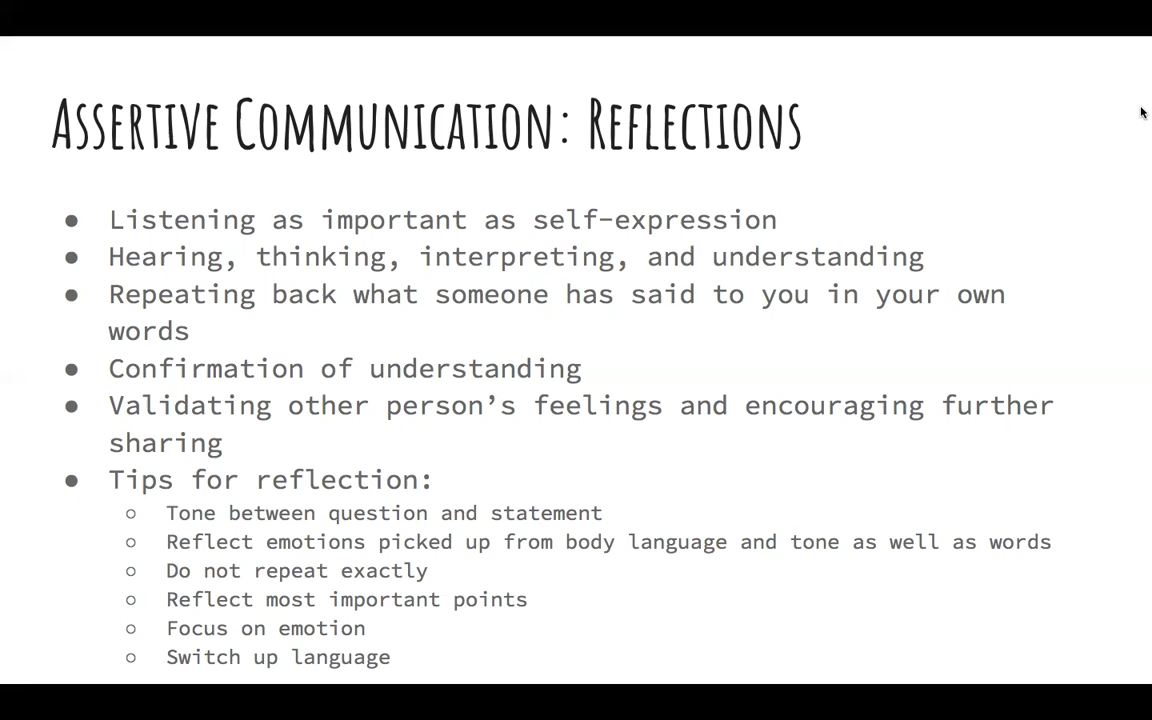 Assertive Communication: Reflections
● Listening as important as self-expression
● Hearing, thinking, interpreting, and understanding
● Repeating back what someone has said to you in your own
words
● Confirmation of understanding
● Validating other person’s feelings and encouraging further
sharing
● Tips for reflection:
○ Tone between question and statement
○ Reflect emotions picked up from body language and tone as well as words
○ Do not repeat exactly
○ Reflect most important points
○ Focus on emotion
○ Switch up language